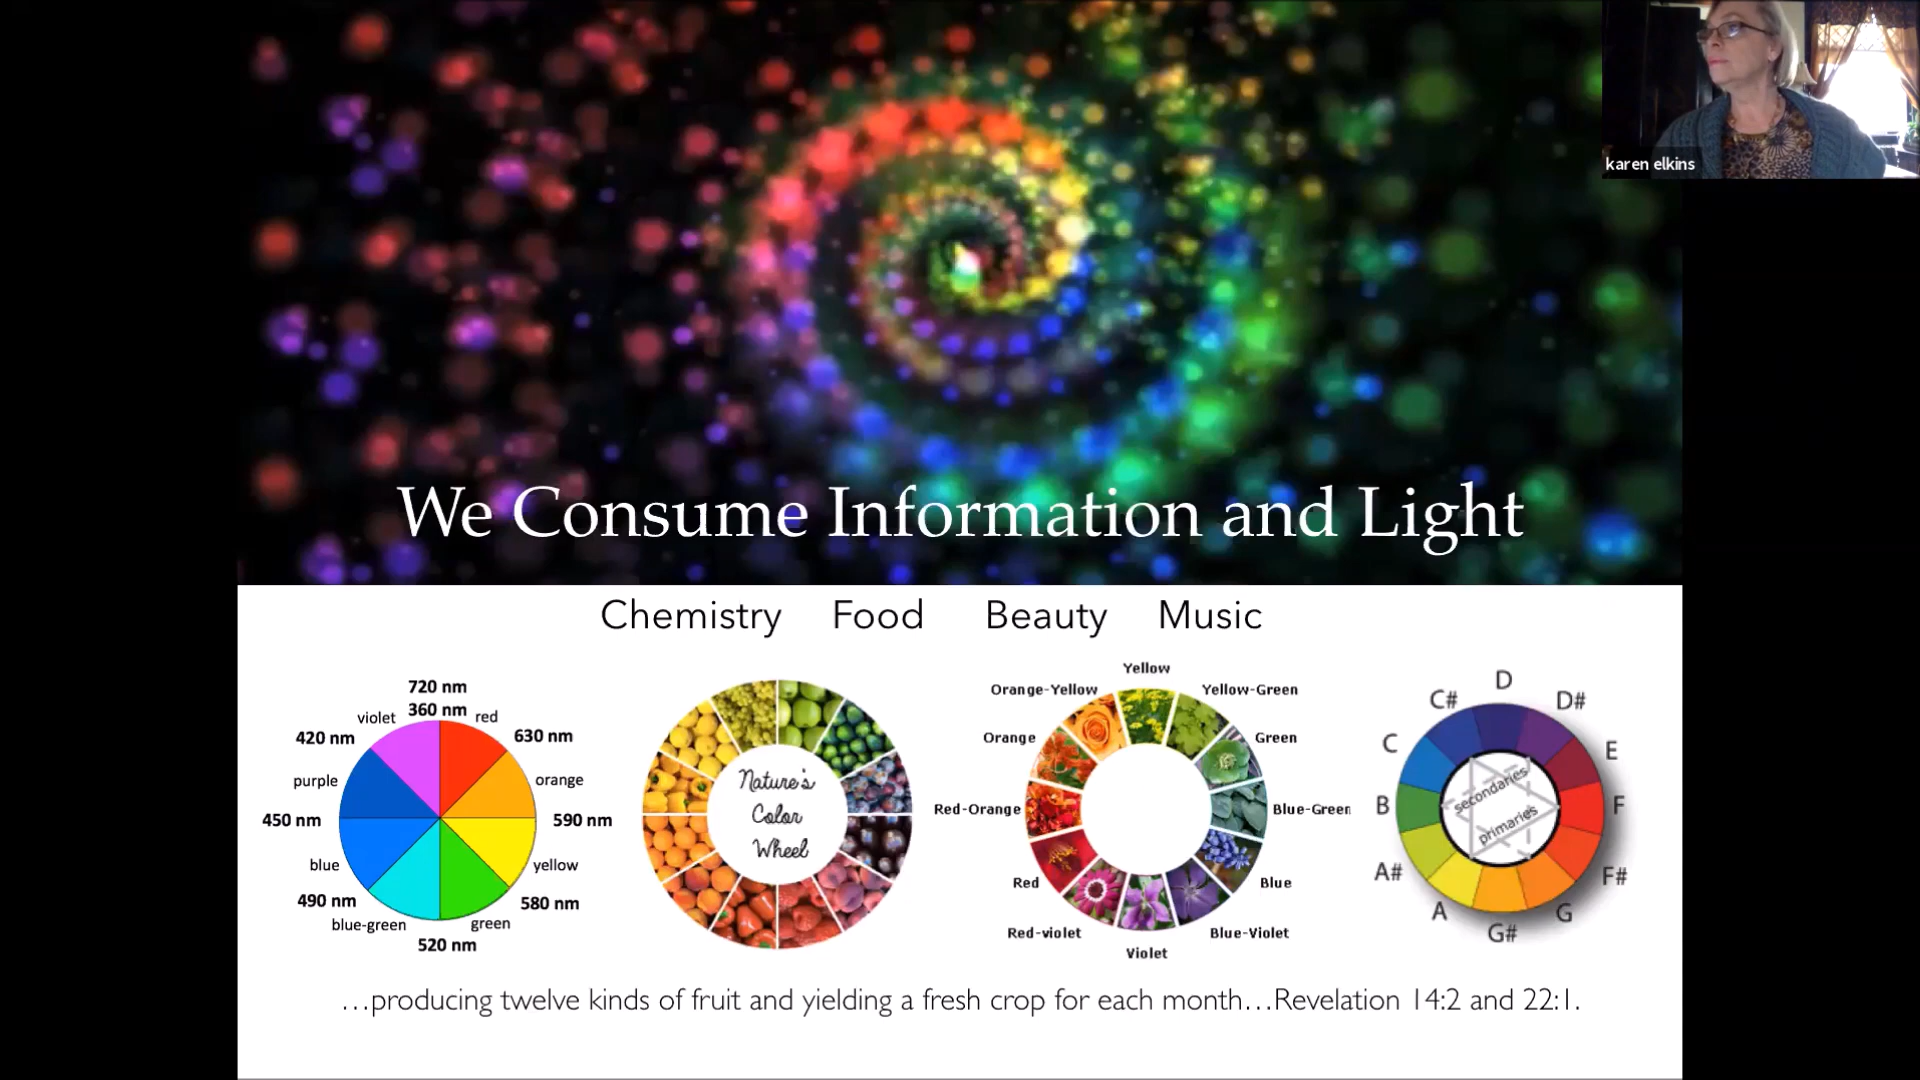 karen elkins
We Consume Information and Light
Chemistry Food Beauty Music
720 nm
360 nm
violet
red
420 nm
630 nm
purple
orange
450 nm
590 nm
blue
yellow
490 nm
580 nm
blue-green
green
520 nm
Nature's
Color
Wheel
Yellow
Orange-Yellow
Yellow-Green
Orange
Green
Red-Orange
Blue-Green
Red
Blue
Red-violet
Blue-Violet
Violet
D
C#
D#
C
E
B
F
A#
F#
A
G
G#
secondaries
primaries
…producing twelve kinds of fruit and yielding a fresh crop for each month…Revelation 14:2 and 22:1.